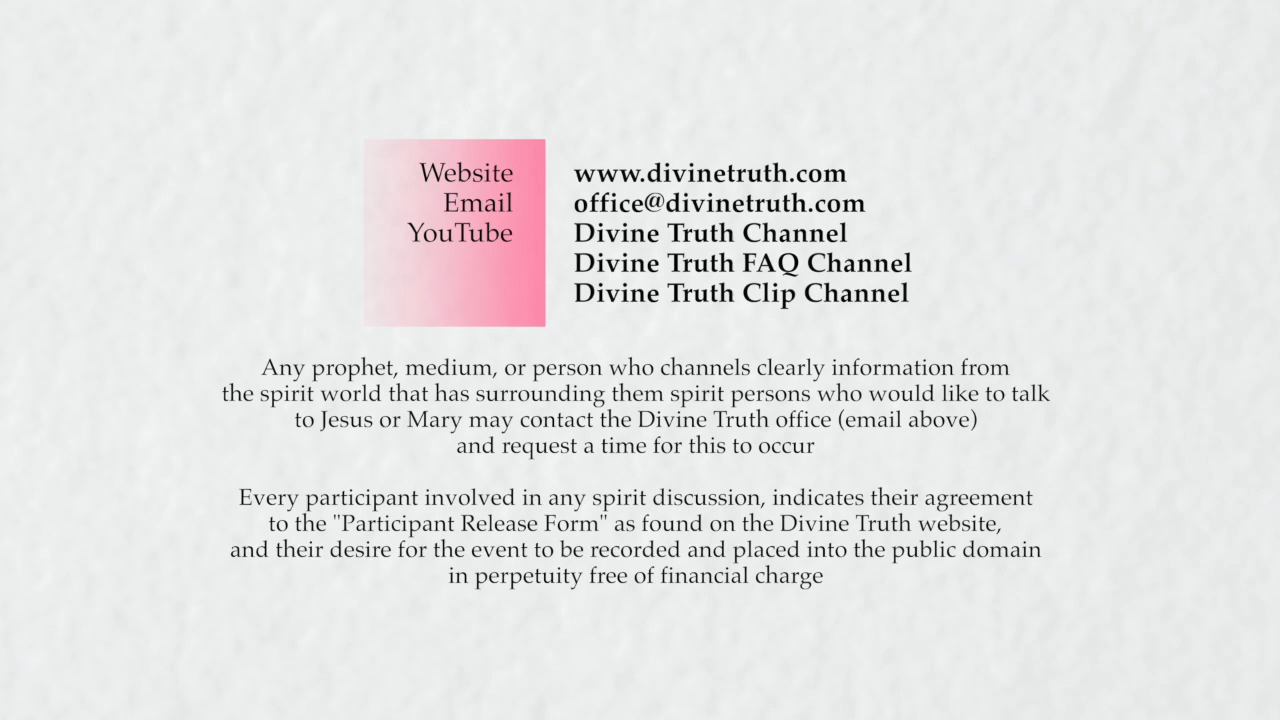 Website www.divinetruth.com
Email office@divinetruth.com
YouTube Divine Truth Channel
Divine Truth FAQ Channel
Divine Truth Clip Channel
Any prophet, medium, or person who channels clearly information from
the spirit world that has surrounding them spirit persons who would like to talk
to Jesus or Mary may contact the Divine Truth office (email above)
and request a time for this to occur
Every participant involved in any spirit discussion, indicates their agreement
to the "Participant Release Form" as found on the Divine Truth website,
and their desire for the event to be recorded and placed into the public domain
in perpetuity free of financial charge